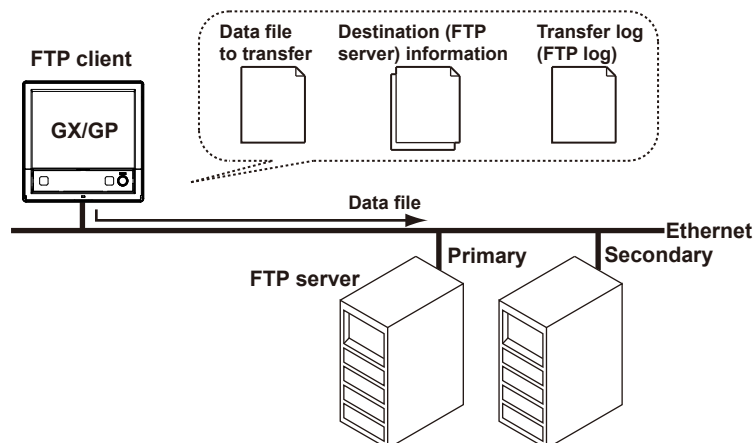 FTP client
GX/GP
Data file
to transfer
Destination (FTP
server) information
Transfer log
(FTP log)
Data file
Ethernet
Primary
Secondary
FTP server